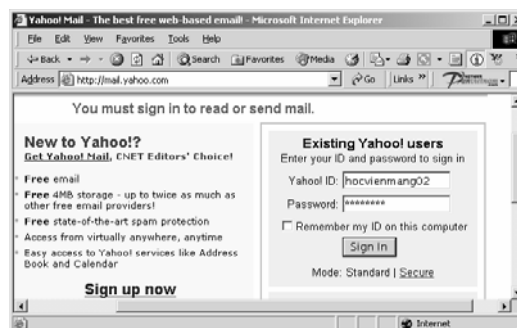 Yahoo! Mail - The best free web-based email! - Microsoft Internet Explorer
File Edit View Favorites Tools Help
Back Search Favorites Media
Address http://mail.yahoo.com Go Links »
You must sign in to read or send mail.
New to Yahoo!?
Get Yahoo! Mail, CNET Editors' Choice!
Free email
Free 4MB storage - up to twice as much as
other free email providers!
Free state-of-the-art spam protection
Access from virtually anywhere, anytime
Easy access to Yahoo! services like Address
Book and Calendar
Sign up now
Existing Yahoo! users
Enter your ID and password to sign in
Yahoo! ID: hocvienmang02
Password: ********
Remember my ID on this computer
Sign In
Mode: Standard | Secure
Internet